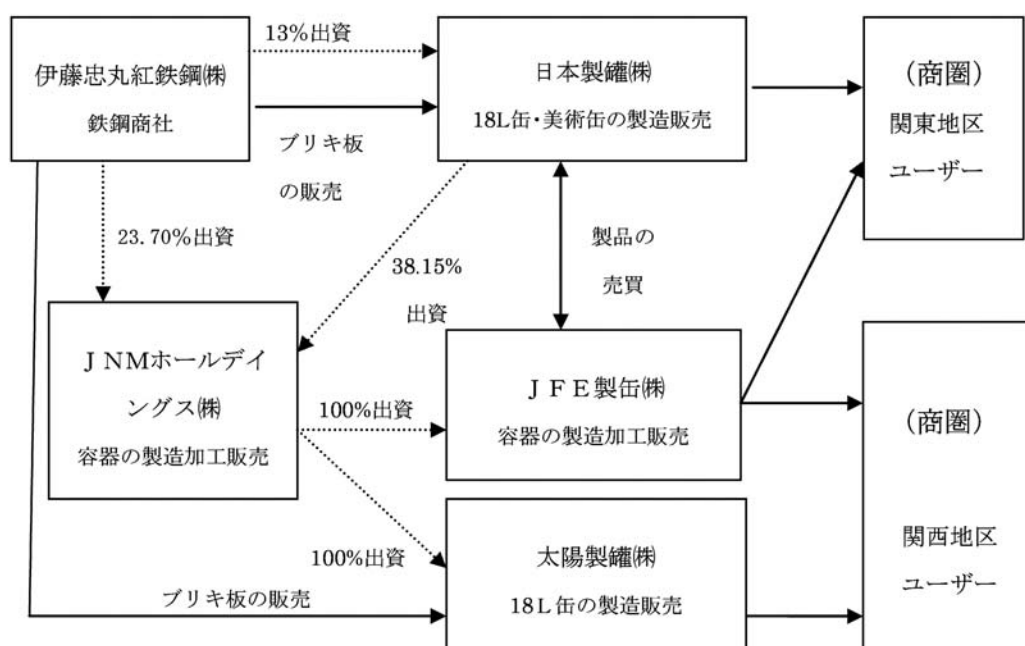 13%出資
伊藤忠丸紅鉄鋼㈱
鉄鋼商社
日本製罐㈱
18L缶・美術缶の製造販売
(商圏)
関東地区
ユーザー
ブリキ板
の販売
23.70%出資
38.15%
出資
製品の
売買
ＪNMホールデイ
ングス㈱
容器の製造加工販売
100%出資
ＪＦＥ製缶㈱
容器の製造加工販売
(商圏)
関西地区
ユーザー
100%出資
太陽製罐㈱
18Ｌ缶の製造販売
ブリキ板の販売